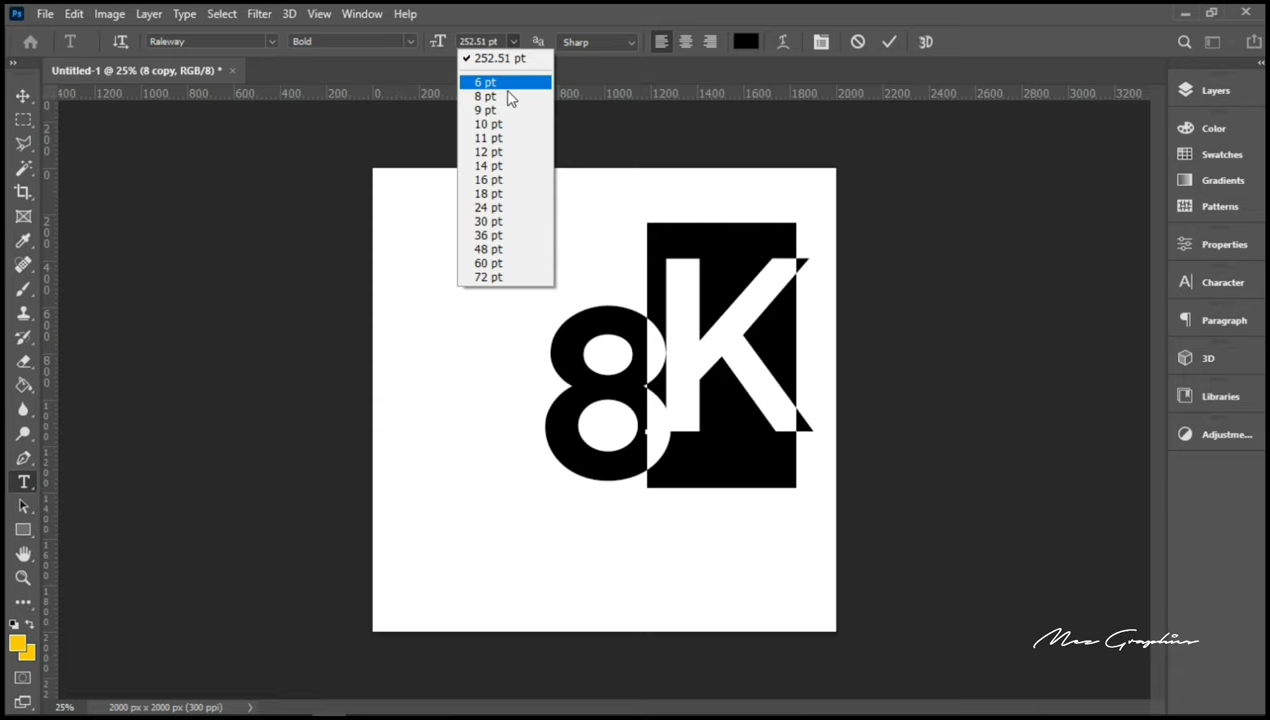 Ps File Edit Image Layer Type Select Filter 3D View Window Help
Raleway Bold 252.51 pt Sharp 3D
Untitled-1 @ 25% (8 copy, RGB/8) *
400 1200 1000 800 600 400 200 0 200 800 1000 1200 1400 1600 1800 2000 2200 2400 2600 2800 3000 3200
252.51 pt
6 pt
8 pt
9 pt
10 pt
11 pt
12 pt
14 pt
16 pt
18 pt
24 pt
30 pt
36 pt
48 pt
60 pt
72 pt
8K
Layers
Color
Swatches
Gradients
Patterns
Properties
Character
Paragraph
3D
Libraries
Adjustme...
Mez Graphics
25% 2000 px x 2000 px (300 ppi)